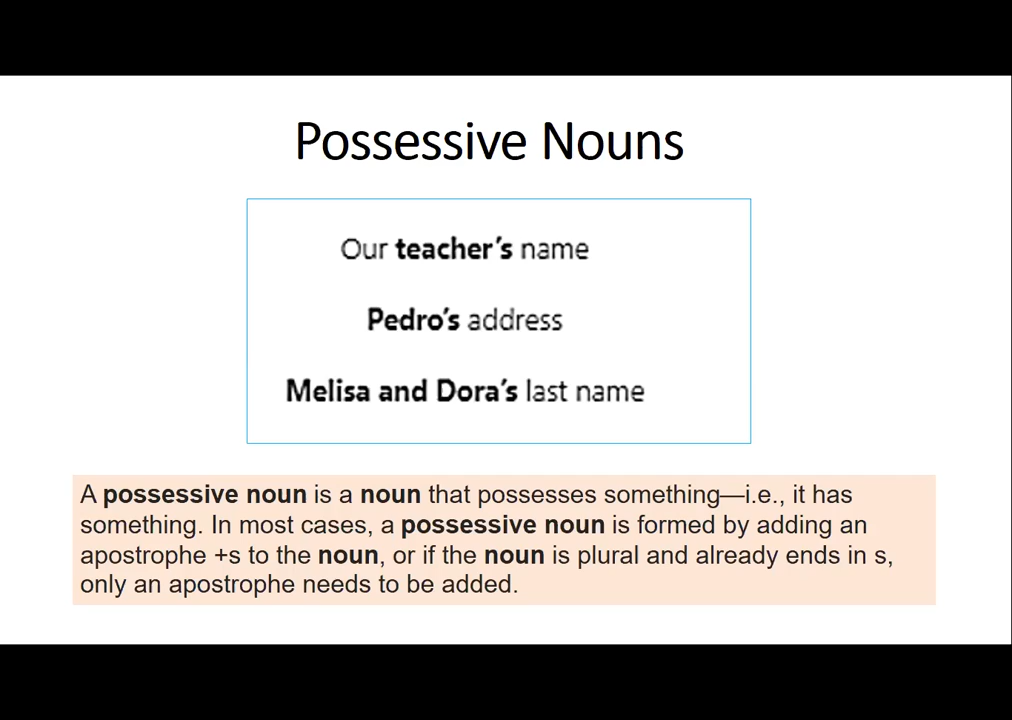 Possessive Nouns
Our teacher's name
Pedro's address
Melisa and Dora's last name
A possessive noun is a noun that possesses something—i.e., it has
something. In most cases, a possessive noun is formed by adding an
apostrophe +s to the noun, or if the noun is plural and already ends in s,
only an apostrophe needs to be added.